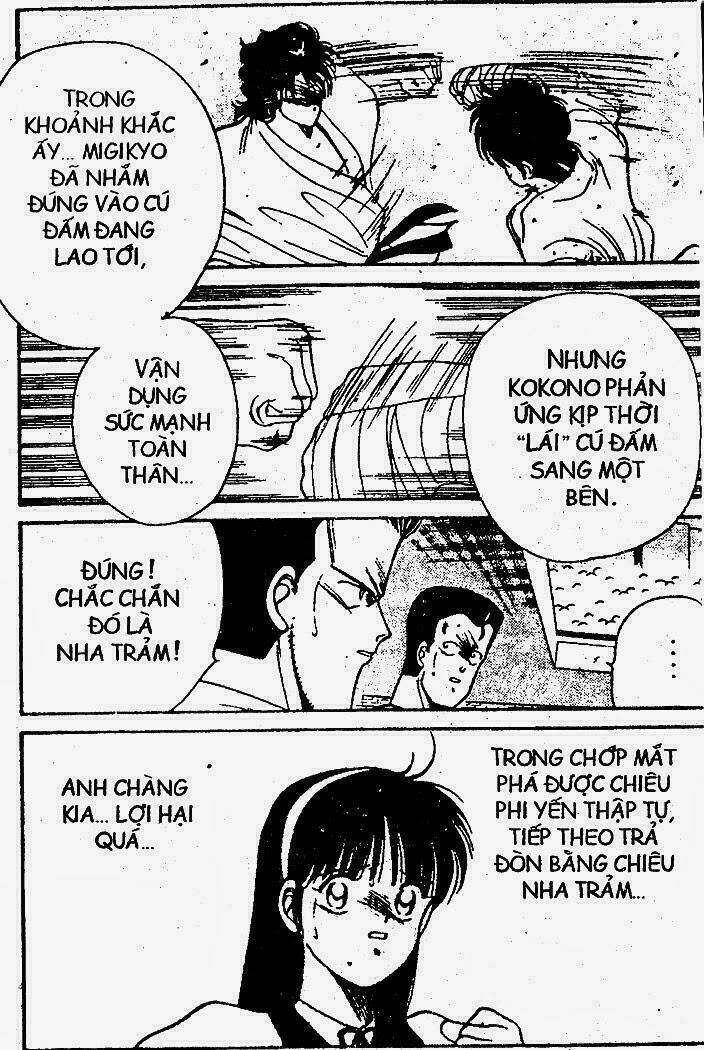 TRONG
KHOẢNH KHẮC
ẤY... MIGIKYO
ĐÃ NHẮM
ĐÚNG VÀO CÚ
ĐẤM ĐANG
LAO TỚI,
VẬN
DỤNG
SỨC MẠNH
TOÀN
THÂN...
NHƯNG
KOKONO PHẢN
ỨNG KỊP THỜI
"LÁI" CÚ ĐẤM
SANG MỘT
BÊN.
ĐÚNG!
CHẮC CHẮN
ĐÓ LÀ
NHA TRẢM!
...
TRONG CHỚP MẮT
PHÁ ĐƯỢC CHIÊU
PHI YẾN THẬP TỰ,
TIẾP THEO TRẢ
ĐÒN BẰNG CHIÊU
NHA TRẢM...
ANH CHÀNG
KIA... LỢI HẠI
QUÁ...